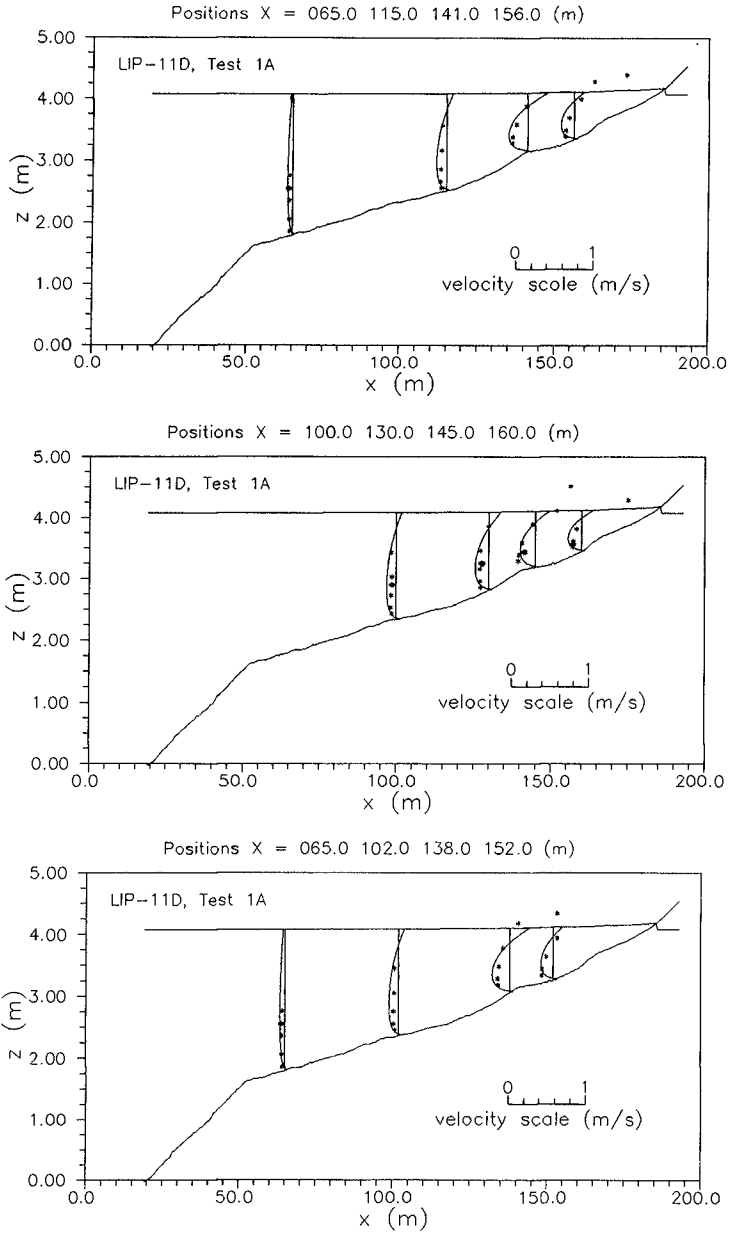 Positions X = 065.0 115.0 141.0 156.0 (m)
5.00
LIP-11D, Test 1A
4.00
3.00
z (m)
2.00
0 1
velocity scole (m/s)
1.00
0.00
0.0 50.0 100.0 150.0 200.0
x (m)
Positions X = 100.0 130.0 145.0 160.0 (m)
5.00
LIP-11D, Test 1A
4.00
3.00
z (m)
2.00
0 1
velocity scale (m/s)
1.00
0.00
0.0 50.0 100.0 150.0 200.0
x (m)
Positions X = 065.0 102.0 138.0 152.0 (m)
5.00
LIP-11D, Test 1A
4.00
3.00
z (m)
2.00
0 1
velocity scale (m/s)
1.00
0.00
0.0 50.0 100.0 150.0 200.0
x (m)